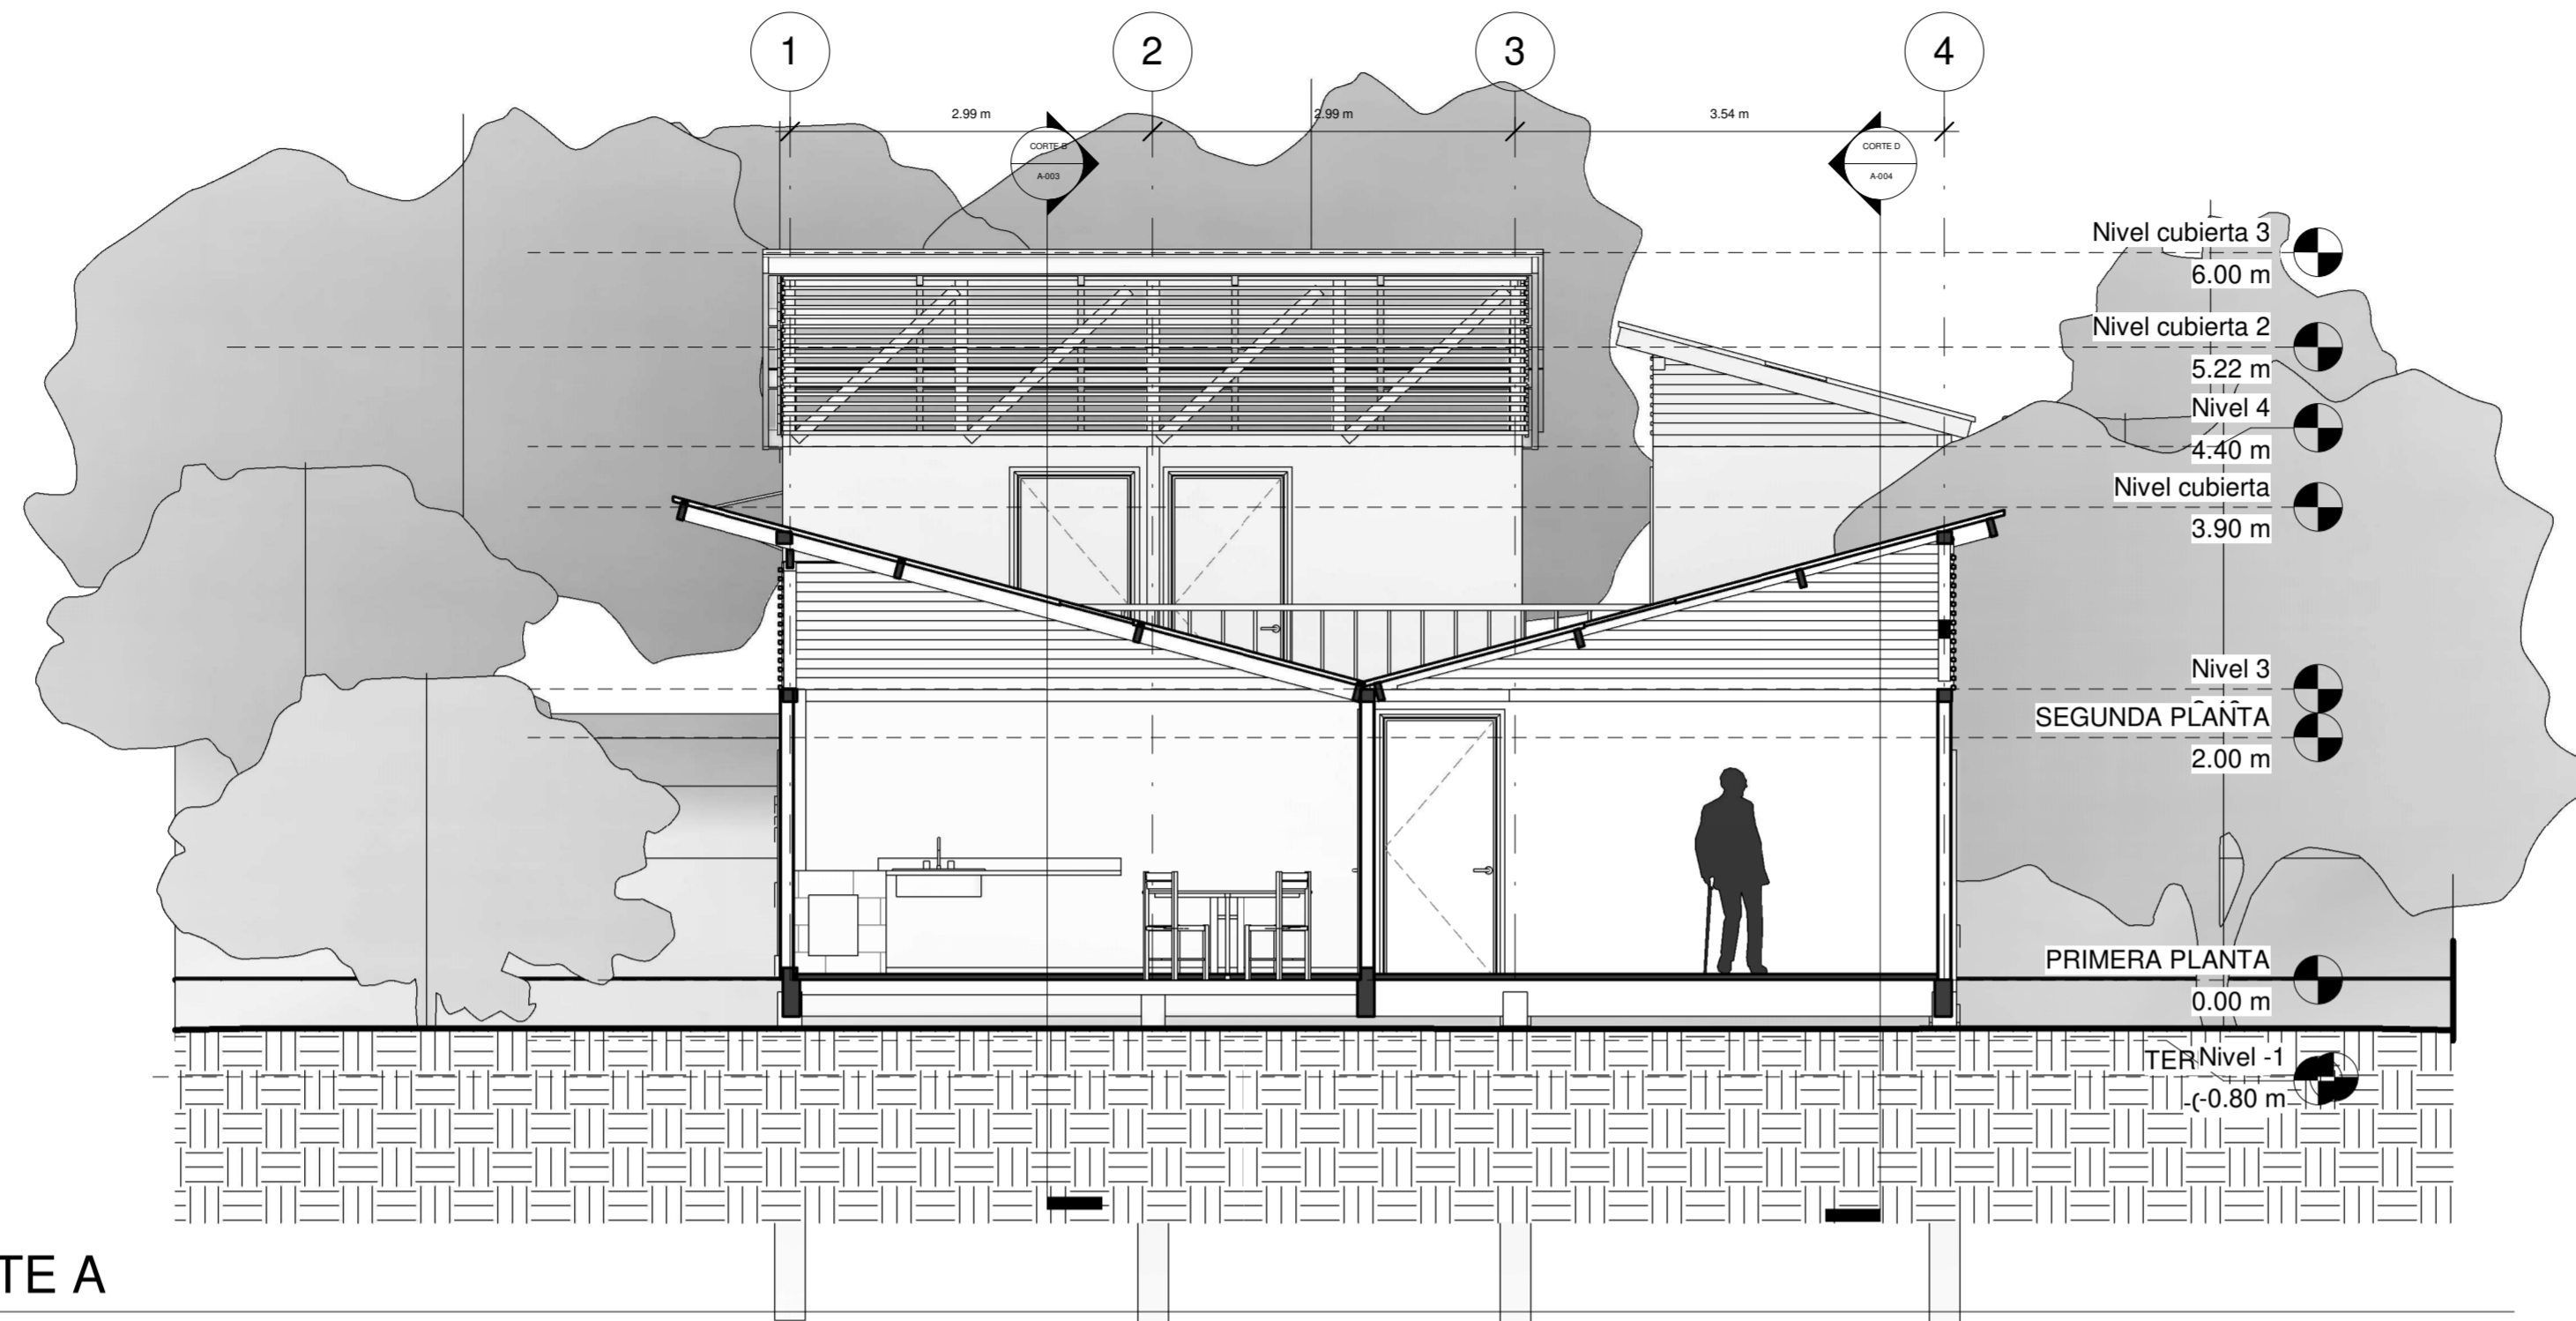 1
2
3
4
2.99 m
2.99 m
3.54 m
CORTE B
A-003
CORTE D
A-004
Nivel cubierta 3
6.00 m
Nivel cubierta 2
5.22 m
Nivel 4
4.40 m
Nivel cubierta
3.90 m
Nivel 3
SEGUNDA PLANTA
2.00 m
PRIMERA PLANTA
0.00 m
TER
Nivel -1
-0.80 m
TE A